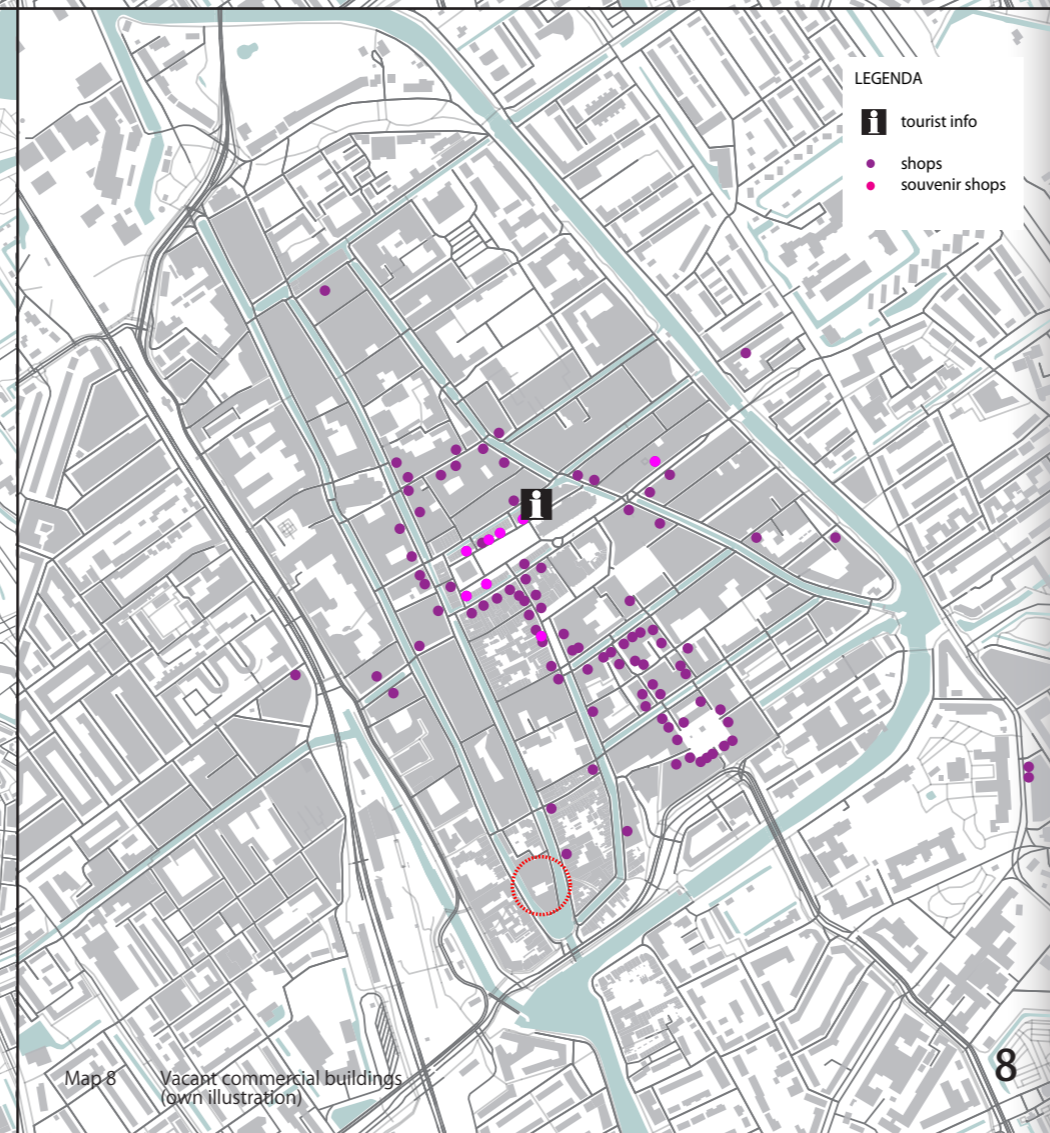 LEGENDA
i tourist info
shops
souvenir shops
Map 8 Vacant commercial buildings
(own illustration)
8